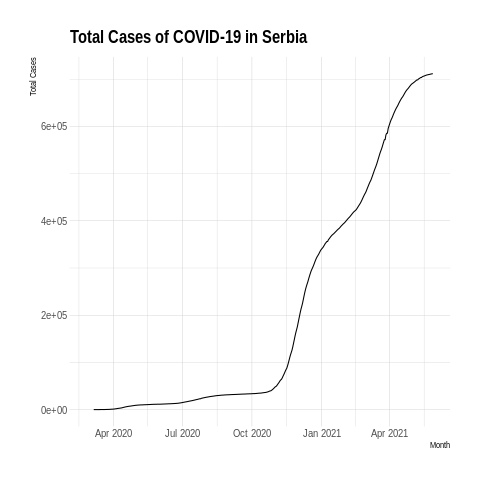 Total Cases of COVID-19 in Serbia
Total Cases
6e+05
4e+05
2e+05
0e+00
Apr 2020 Jul 2020 Oct 2020 Jan 2021 Apr 2021
Month